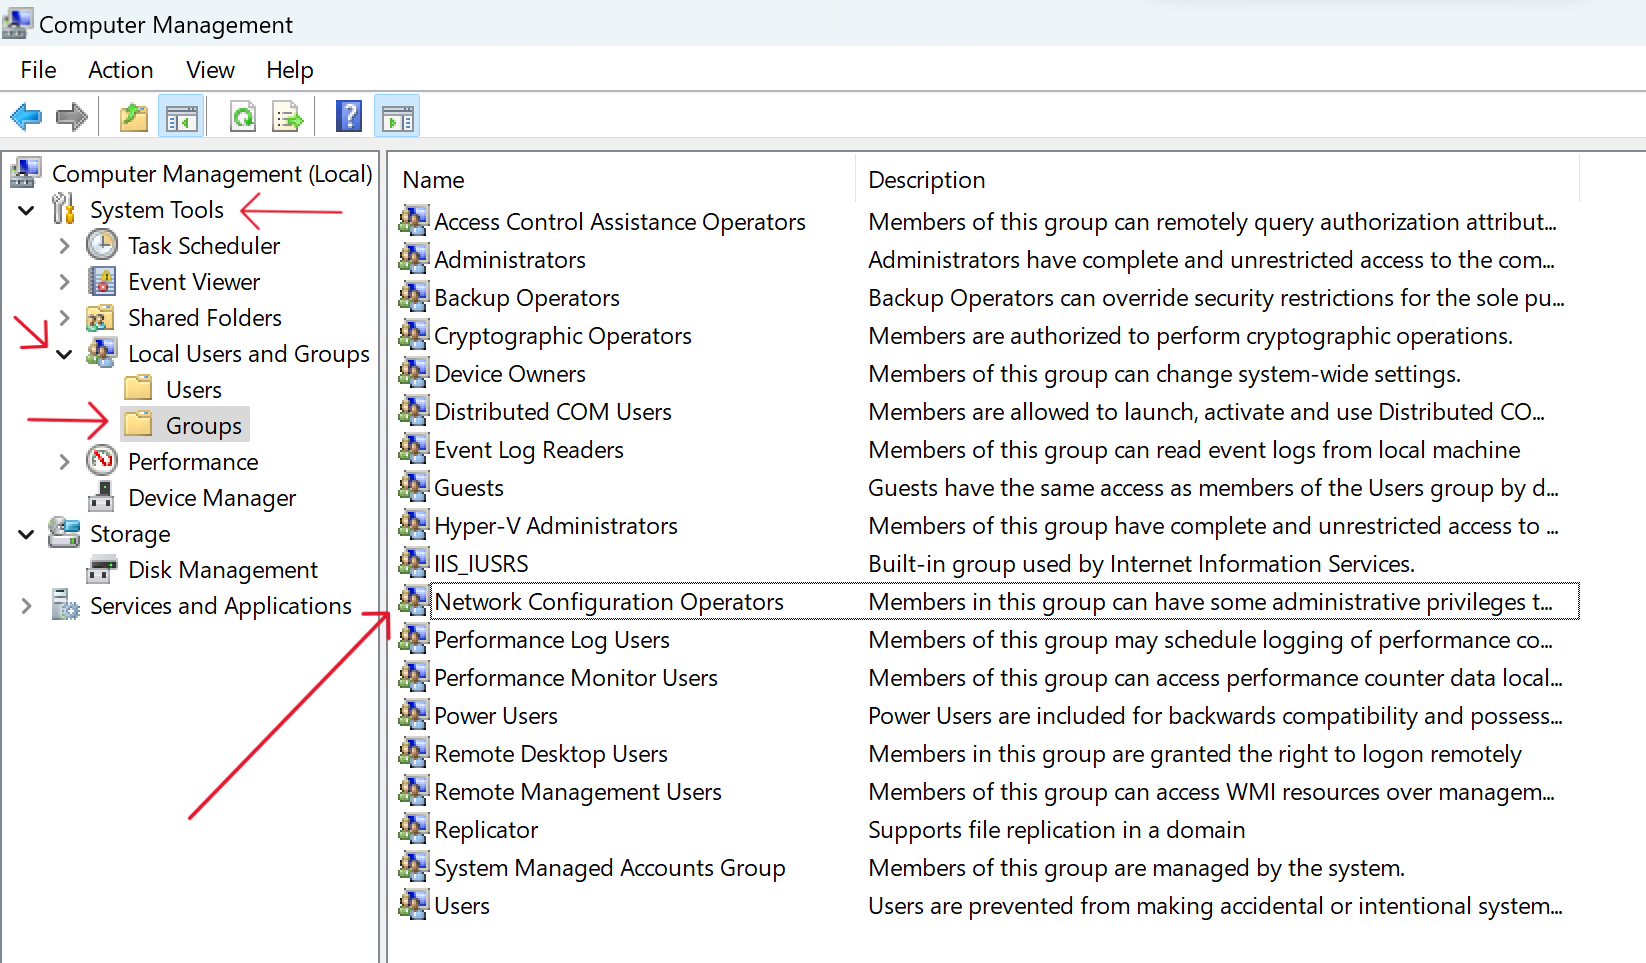 Computer Management
File Action View Help
Computer Management (Local)
System Tools
Task Scheduler
Event Viewer
Shared Folders
Local Users and Groups
Users
Groups
Performance
Device Manager
Storage
Disk Management
Services and Applications
Name Description
Access Control Assistance Operators Members of this group can remotely query authorization attribut...
Administrators Administrators have complete and unrestricted access to the com...
Backup Operators Backup Operators can override security restrictions for the sole pu...
Cryptographic Operators Members are authorized to perform cryptographic operations.
Device Owners Members of this group can change system-wide settings.
Distributed COM Users Members are allowed to launch, activate and use Distributed CO...
Event Log Readers Members of this group can read event logs from local machine
Guests Guests have the same access as members of the Users group by d...
Hyper-V Administrators Members of this group have complete and unrestricted access to ...
IIS_IUSRS Built-in group used by Internet Information Services.
Network Configuration Operators Members in this group can have some administrative privileges t...
Performance Log Users Members of this group may schedule logging of performance co...
Performance Monitor Users Members of this group can access performance counter data local...
Power Users Power Users are included for backwards compatibility and possess...
Remote Desktop Users Members in this group are granted the right to logon remotely
Remote Management Users Members of this group can access WMI resources over managem...
Replicator Supports file replication in a domain
System Managed Accounts Group Members of this group are managed by the system.
Users Users are prevented from making accidental or intentional system...